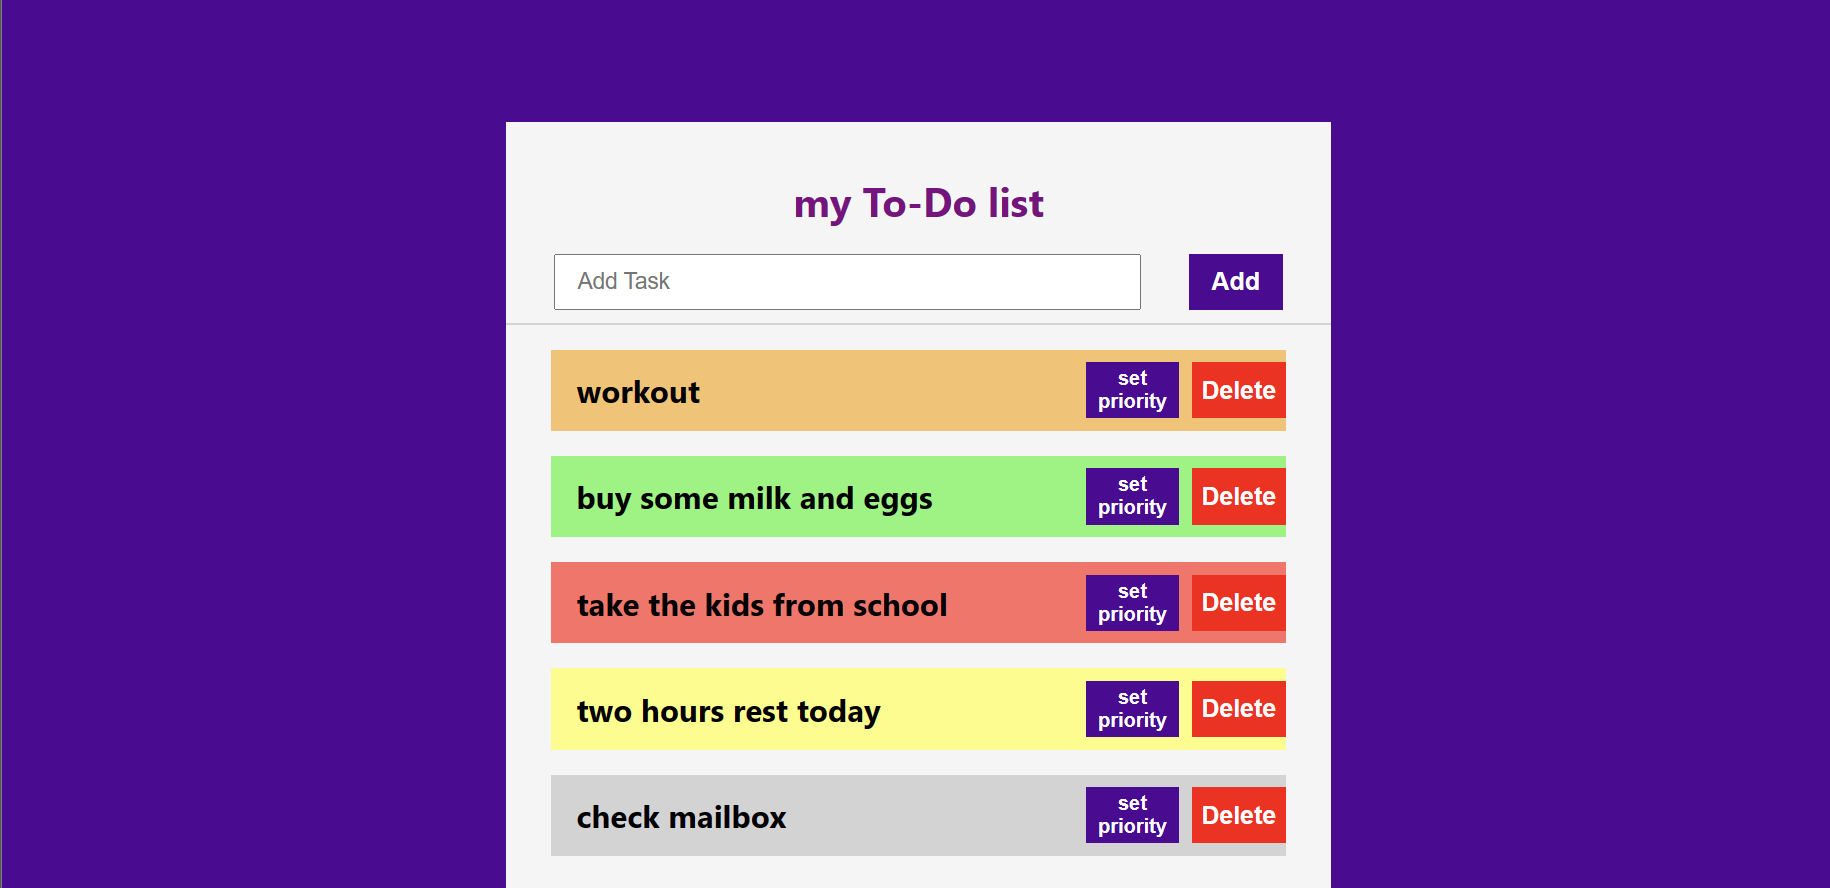 my To-Do list
Add Task
Add
workout
set
priority
Delete
buy some milk and eggs
set
priority
Delete
take the kids from school
set
priority
Delete
two hours rest today
set
priority
Delete
check mailbox
set
priority
Delete